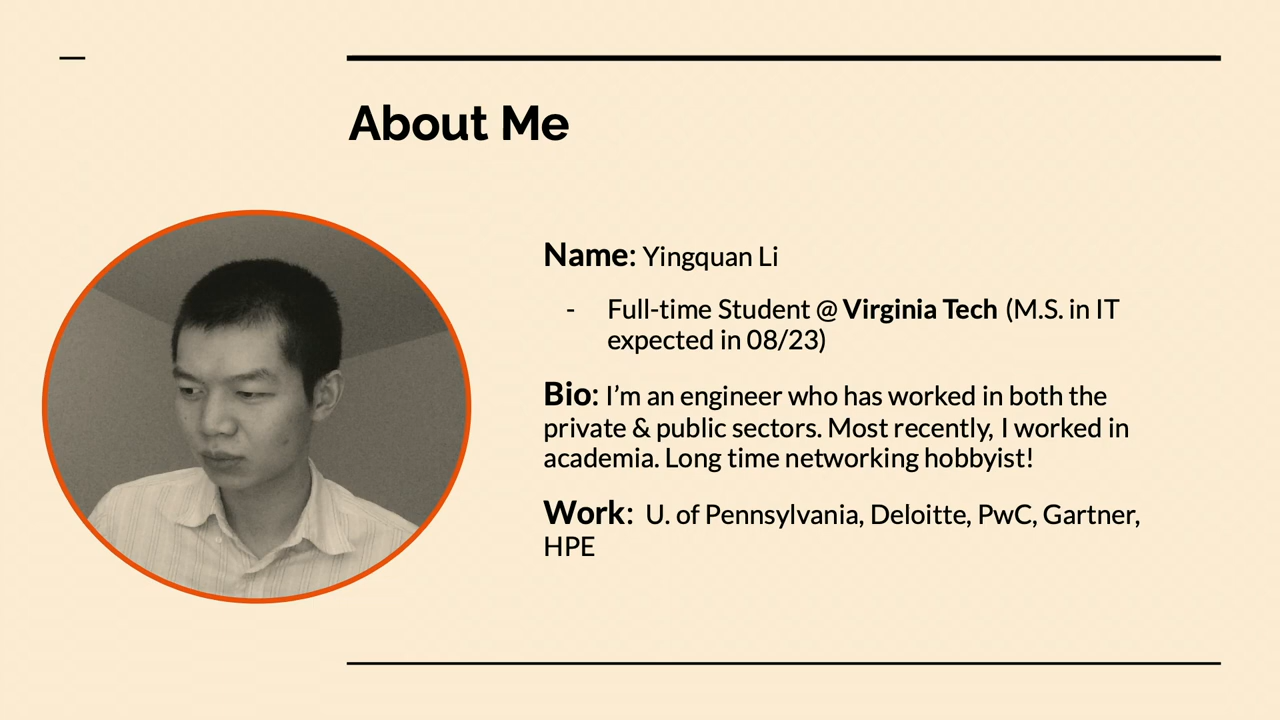 About Me
Name: Yingquan Li
- Full-time Student @ Virginia Tech (M.S. in IT
expected in 08/23)
Bio: I’m an engineer who has worked in both the
private & public sectors. Most recently, I worked in
academia. Long time networking hobbyist!
Work: U. of Pennsylvania, Deloitte, PwC, Gartner,
HPE